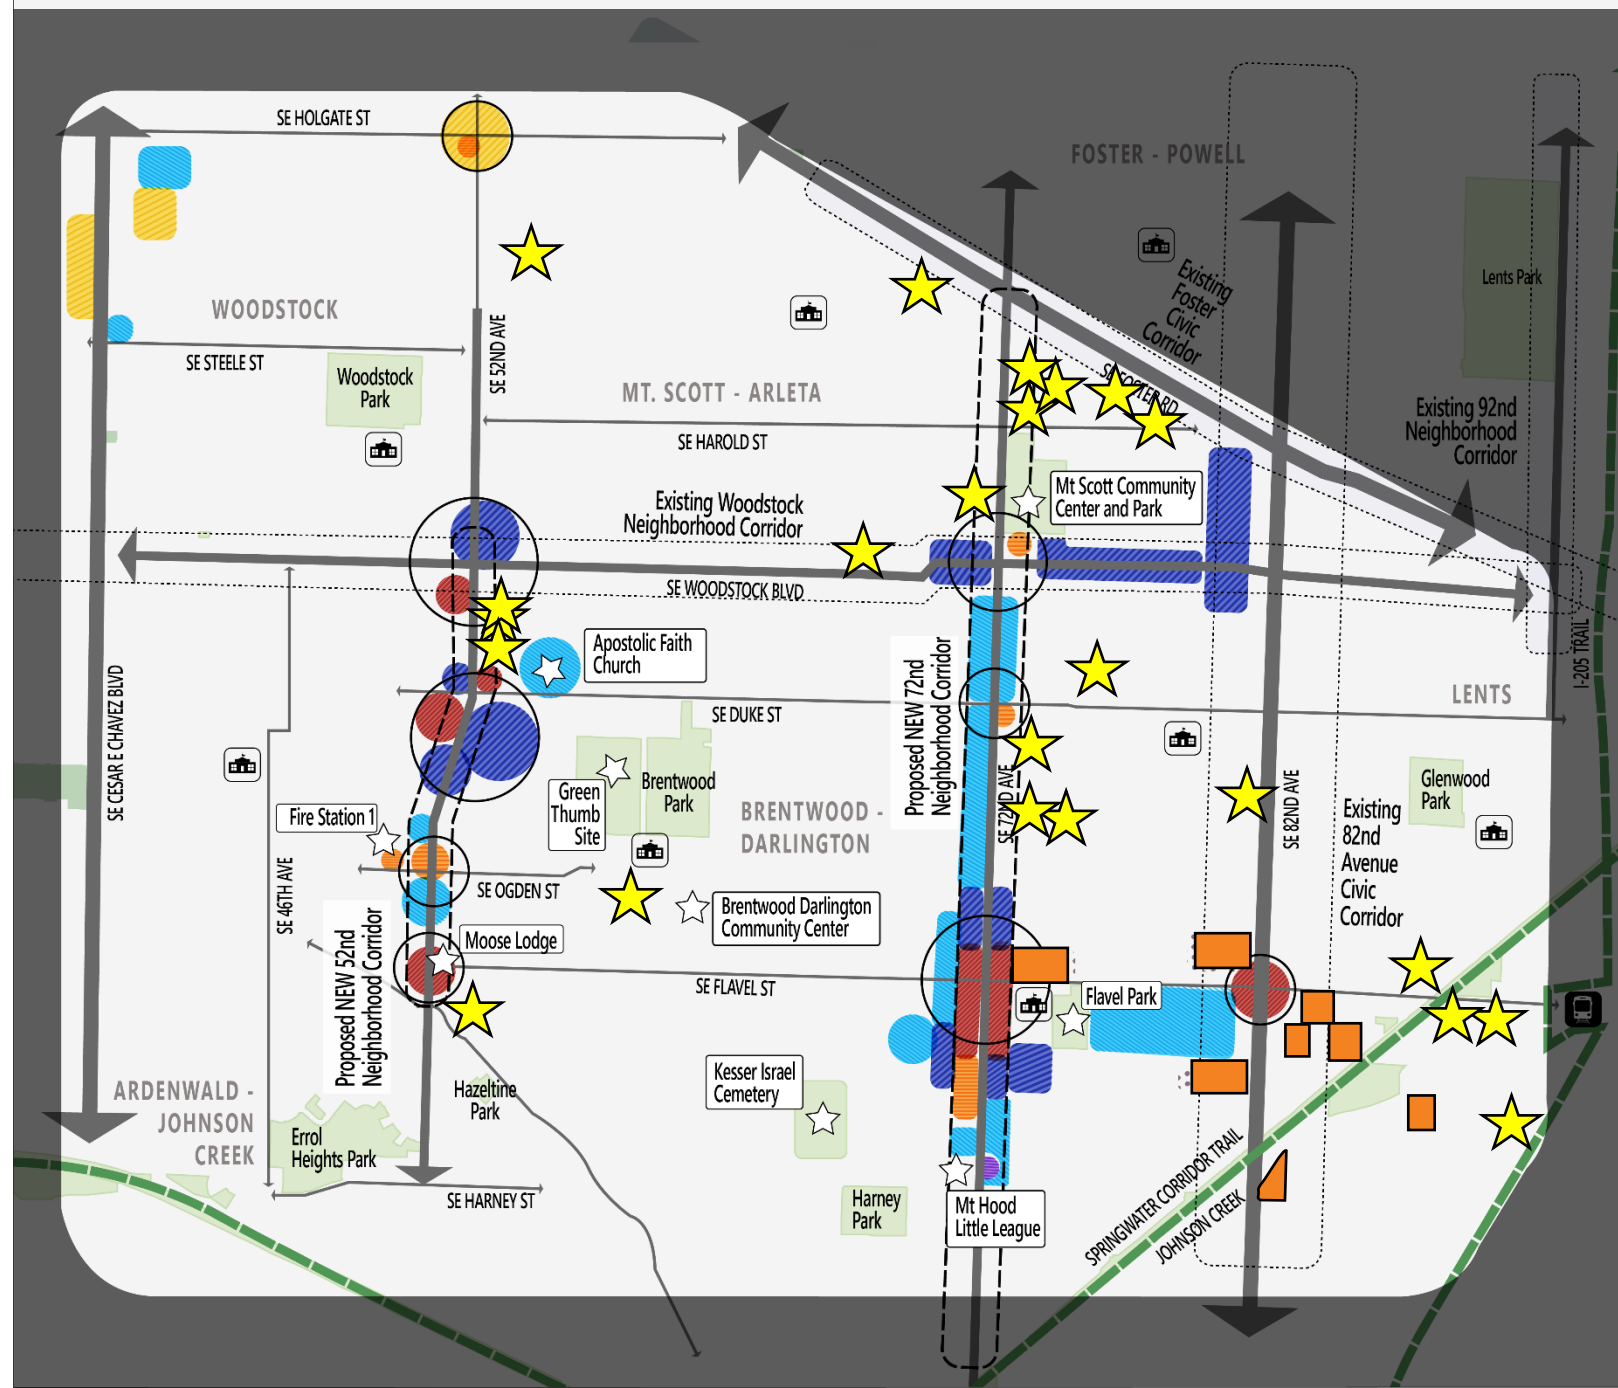 SE HOLGATE ST
FOSTER - POWELL
Existing
Foster
Civic
Corridor
Lents Park
WOODSTOCK
SE STEELE ST
SE 52ND AVE
Woodstock
Park
MT. SCOTT - ARLETA
SE FOSTER RD
SE HAROLD ST
Existing 92nd
Neighborhood
Corridor
Existing Woodstock
Neighborhood Corridor
Mt Scott Community
Center and Park
SE WOODSTOCK BLVD
Apostolic Faith
Church
I-205 TRAIL
SE CESAR E CHAVEZ BLVD
SE DUKE ST
LENTS
Proposed NEW 72nd
Neighborhood Corridor
Green
Thumb
Site
Brentwood
Park
BRENTWOOD -
DARLINGTON
SE 72ND AVE
SE 82ND AVE
Glenwood
Park
Existing
82nd
Avenue
Civic
Corridor
Fire Station 1
SE 46TH AVE
SE OGDEN ST
Brentwood Darlington
Community Center
Moose Lodge
Proposed NEW 52nd
Neighborhood Corridor
SE FLAVEL ST
Flavel Park
Kesser Israel
Cemetery
Hazeltine
Park
ARDENWALD -
JOHNSON
CREEK
Errol
Heights Park
SE HARNEY ST
Harney
Park
Mt Hood
Little League
SPRINGWATER CORRIDOR TRAIL
JOHNSON CREEK